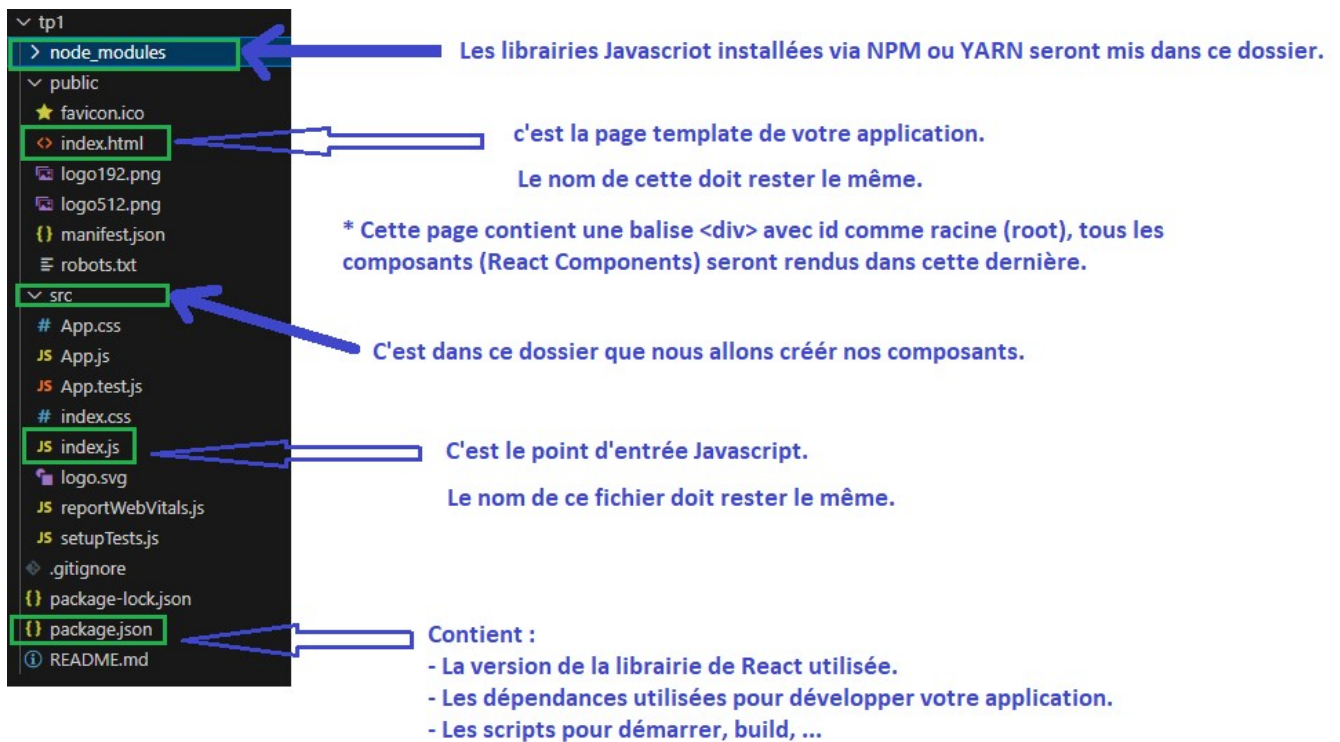 tp1
node_modules
Les librairies Javascriot installées via NPM ou YARN seront mis dans ce dossier.
public
favicon.ico
index.html
c'est la page template de votre application.
logo192.png
Le nom de cette doit rester le même.
logo512.png
manifest.json
* Cette page contient une balise <div> avec id comme racine (root), tous les
composants (React Components) seront rendus dans cette dernière.
robots.txt
src
App.css
JS App.js
C'est dans ce dossier que nous allons créér nos composants.
JS App.test.js
# index.css
JS index.js
C'est le point d'entrée Javascript.
logo.svg
Le nom de ce fichier doit rester le même.
JS reportWebVitals.js
JS setupTests.js
.gitignore
{} package-lock.json
{} package.json
Contient :
README.md
- La version de la librairie de React utilisée.
- Les dépendances utilisées pour développer votre application.
- Les scripts pour démarrer, build, ...